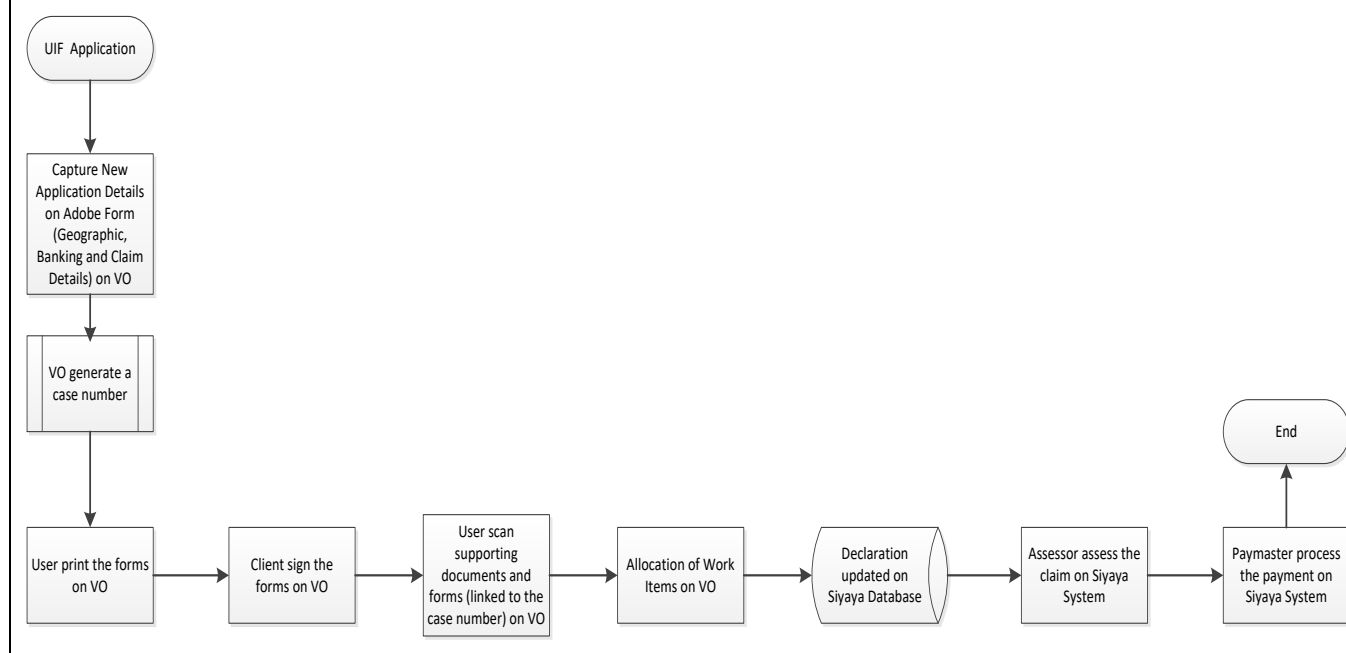 UIF Application
Capture New
Application Details
on Adobe Form
(Geographic,
Banking and Claim
Details) on VO
VO generate a
case number
User print the forms
on VO
Client sign the
forms on VO
User scan
supporting
documents and
forms (linked to the
case number) on VO
Allocation of Work
Items on VO
Declaration
updated on
Siyaya Database
Assessor assess the
claim on Siyaya
System
Paymaster process
the payment on
Siyaya System
End